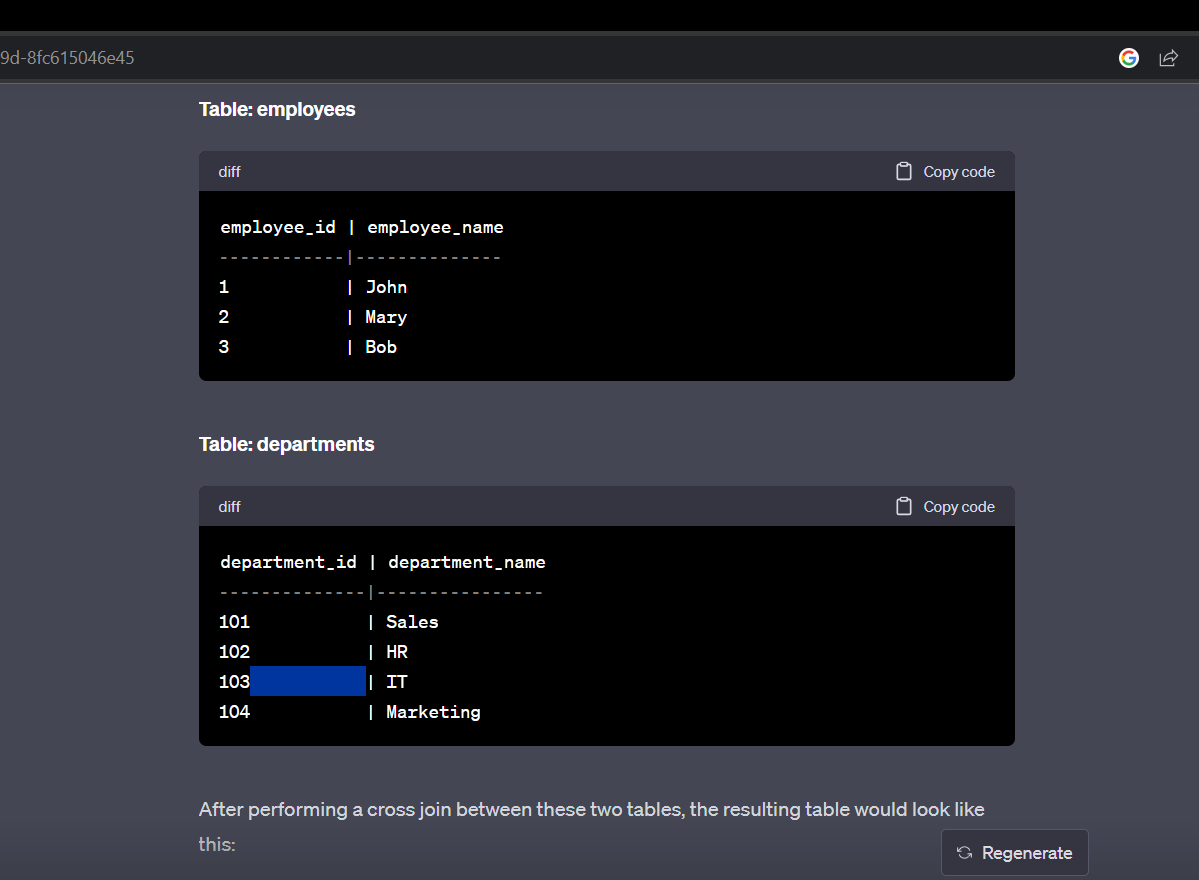 9d-8fc615046e45
Table: employees
diff
Copy code
employee_id | employee_name
------------|--------------
1           | John
2           | Mary
3           | Bob
Table: departments
diff
Copy code
department_id | department_name
--------------|----------------
101           | Sales
102           | HR
103           | IT
104           | Marketing
After performing a cross join between these two tables, the resulting table would look like
this:
Regenerate